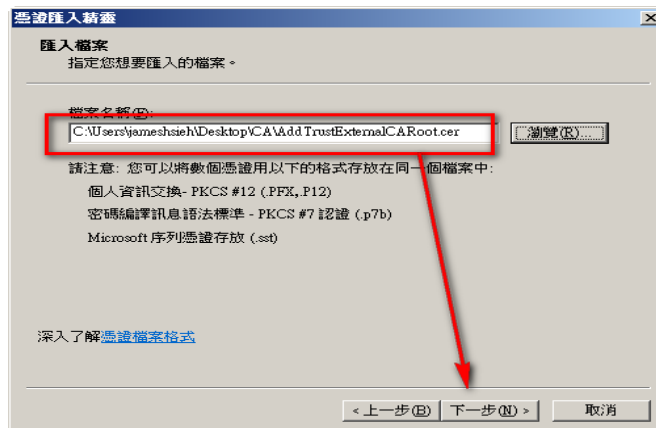 憑證匯入精靈
匯入檔案
指定您想要匯入的檔案。
檔案名稱(F):
C:\Users\jameshsieh\Desktop\CA\AddTrustExternalCARoot.cer
瀏覽(R)...
請注意: 您可以將數個憑證用以下的格式存放在同一個檔案中:
個人資訊交換- PKCS #12 (.PFX,.P12)
密碼編譯訊息語法標準 - PKCS #7 認證 (.p7b)
Microsoft 序列憑證存放 (.sst)
深入了解憑證檔案格式
< 上一步(B) 下一步(N) > 取消